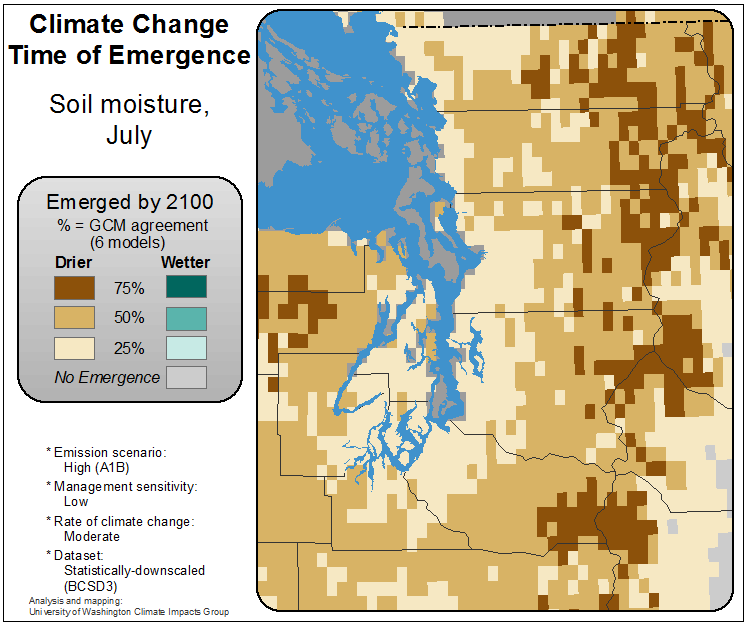 Climate Change
Time of Emergence
Soil moisture,
July
Emerged by 2100
% = GCM agreement
(6 models)
Drier Wetter
75%
50%
25%
No Emergence
* Emission scenario:
High (A1B)
* Management sensitivity:
Low
* Rate of climate change:
Moderate
* Dataset:
Statistically-downscaled
(BCSD3)
Analysis and mapping:
University of Washington Climate Impacts Group